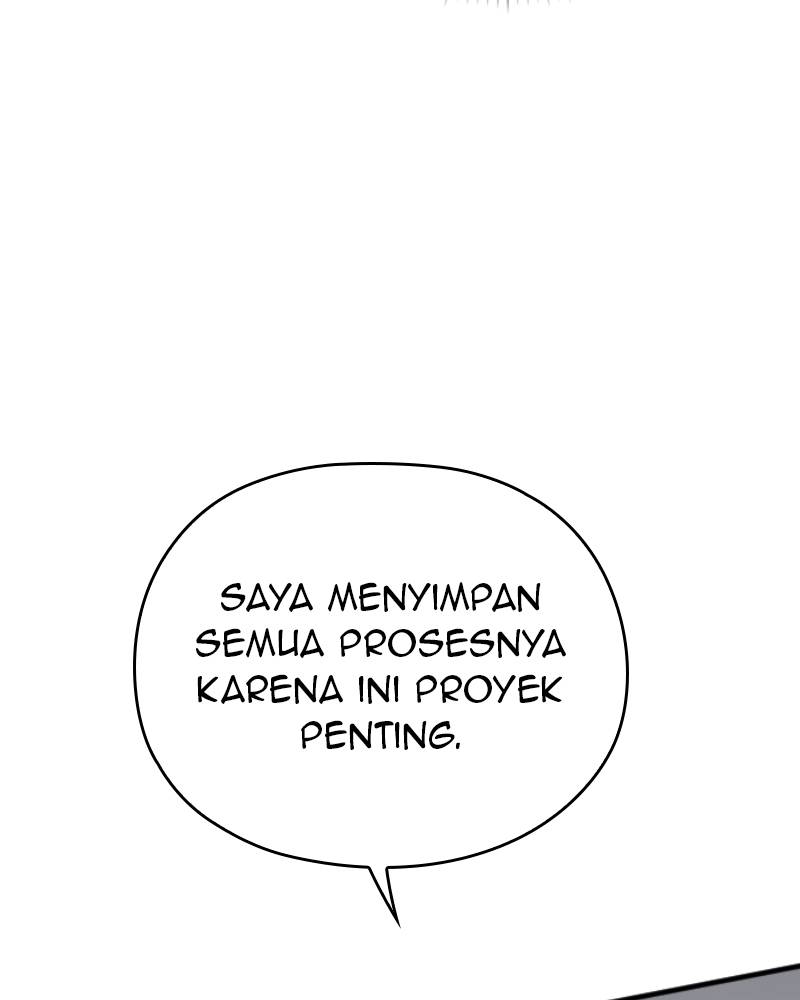 SAYA MENYIMPAN
SEMUA PROSESNYA
KARENA INI PROYEK
PENTING.